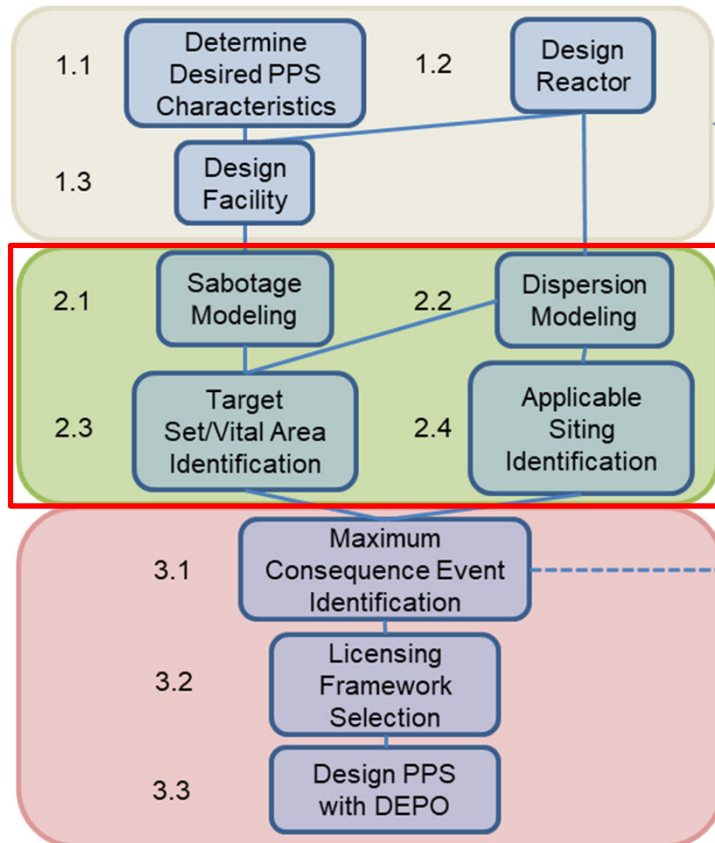 1.1
Determine
Desired PPS
Characteristics
1.2
Design
Reactor
1.3
Design
Facility
2.1
Sabotage
Modeling
2.2
Dispersion
Modeling
2.3
Target
Set/Vital Area
Identification
2.4
Applicable
Siting
Identification
3.1
Maximum
Consequence Event
Identification
3.2
Licensing
Framework
Selection
3.3
Design PPS
with DEPO